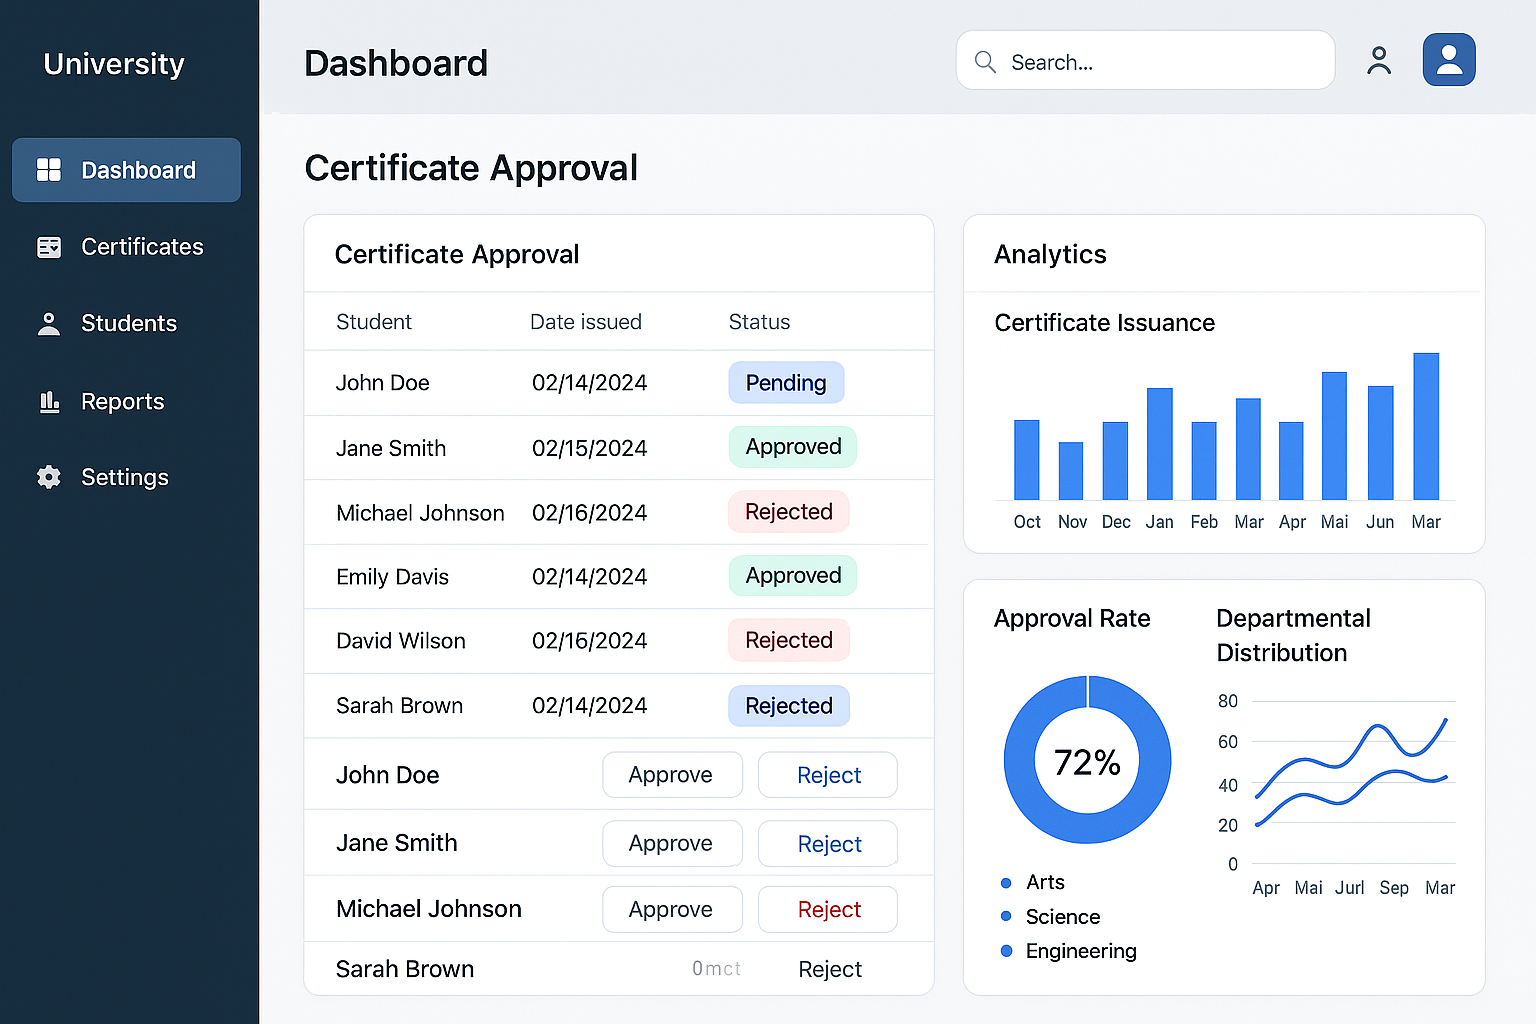 University
Dashboard
Certificates
Students
Reports
Settings
Dashboard
Search...
Certificate Approval
Certificate Approval
Student Date issued Status
John Doe 02/14/2024 Pending
Jane Smith 02/15/2024 Approved
Michael Johnson 02/16/2024 Rejected
Emily Davis 02/14/2024 Approved
David Wilson 02/16/2024 Rejected
Sarah Brown 02/14/2024 Rejected
John Doe Approve Reject
Jane Smith Approve Reject
Michael Johnson Approve Reject
Sarah Brown 0mct Reject
Analytics
Certificate Issuance
Oct Nov Dec Jan Feb Mar Apr Mai Jun Mar
Approval Rate
72%
Arts
Science
Engineering
Departmental
Distribution
80
60
40
20
0
Apr Mai Jurl Sep Mar